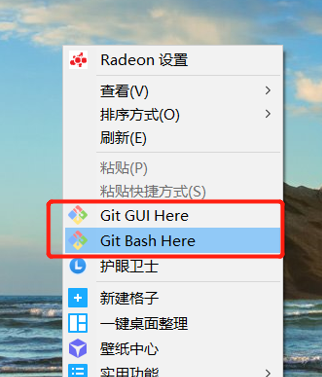 Radeon 设置
查看(V)
排序方式(O)
刷新(E)
粘贴(P)
粘贴快捷方式(S)
Git GUI Here
Git Bash Here
护眼卫士
新建格子
一键桌面整理
壁纸中心
实用功能